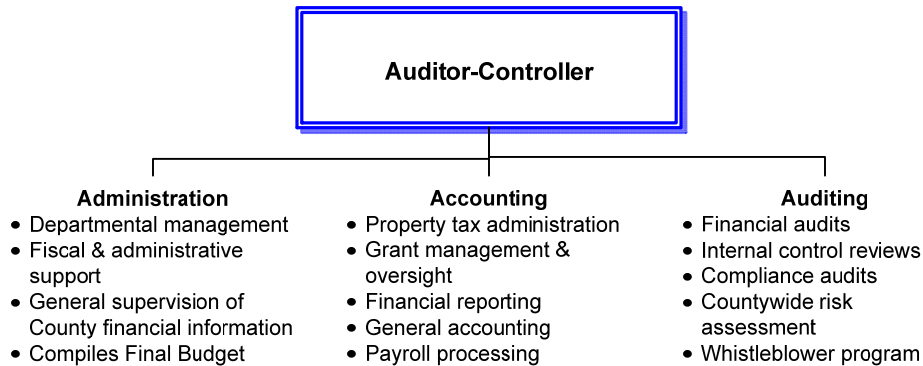 Auditor-Controller
Administration
• Departmental management
• Fiscal & administrative
support
• General supervision of
County financial information
• Compiles Final Budget
Accounting
• Property tax administration
• Grant management &
oversight
• Financial reporting
• General accounting
• Payroll processing
Auditing
• Financial audits
• Internal control reviews
• Compliance audits
• Countywide risk
assessment
• Whistleblower program